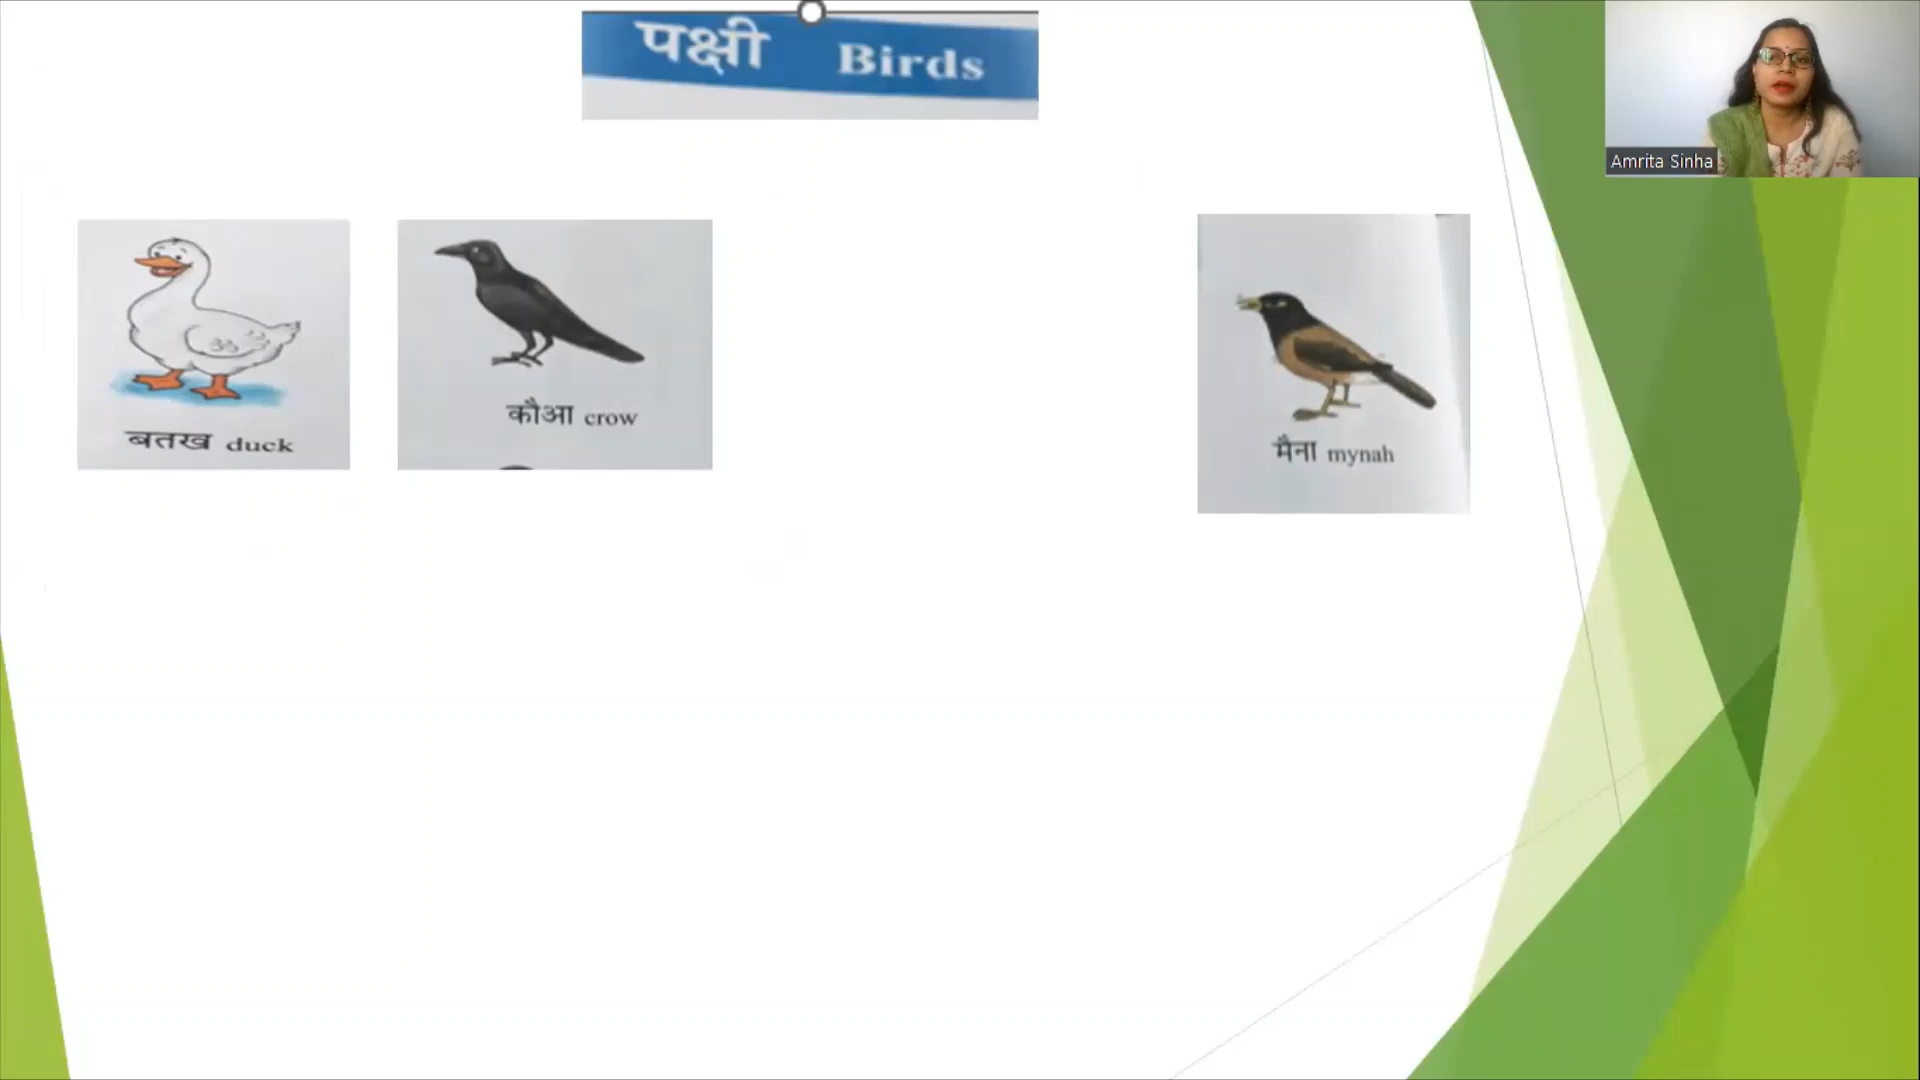 पक्षी Birds
Amrita Sinha
बतख duck
कौआ crow
मैना mynah